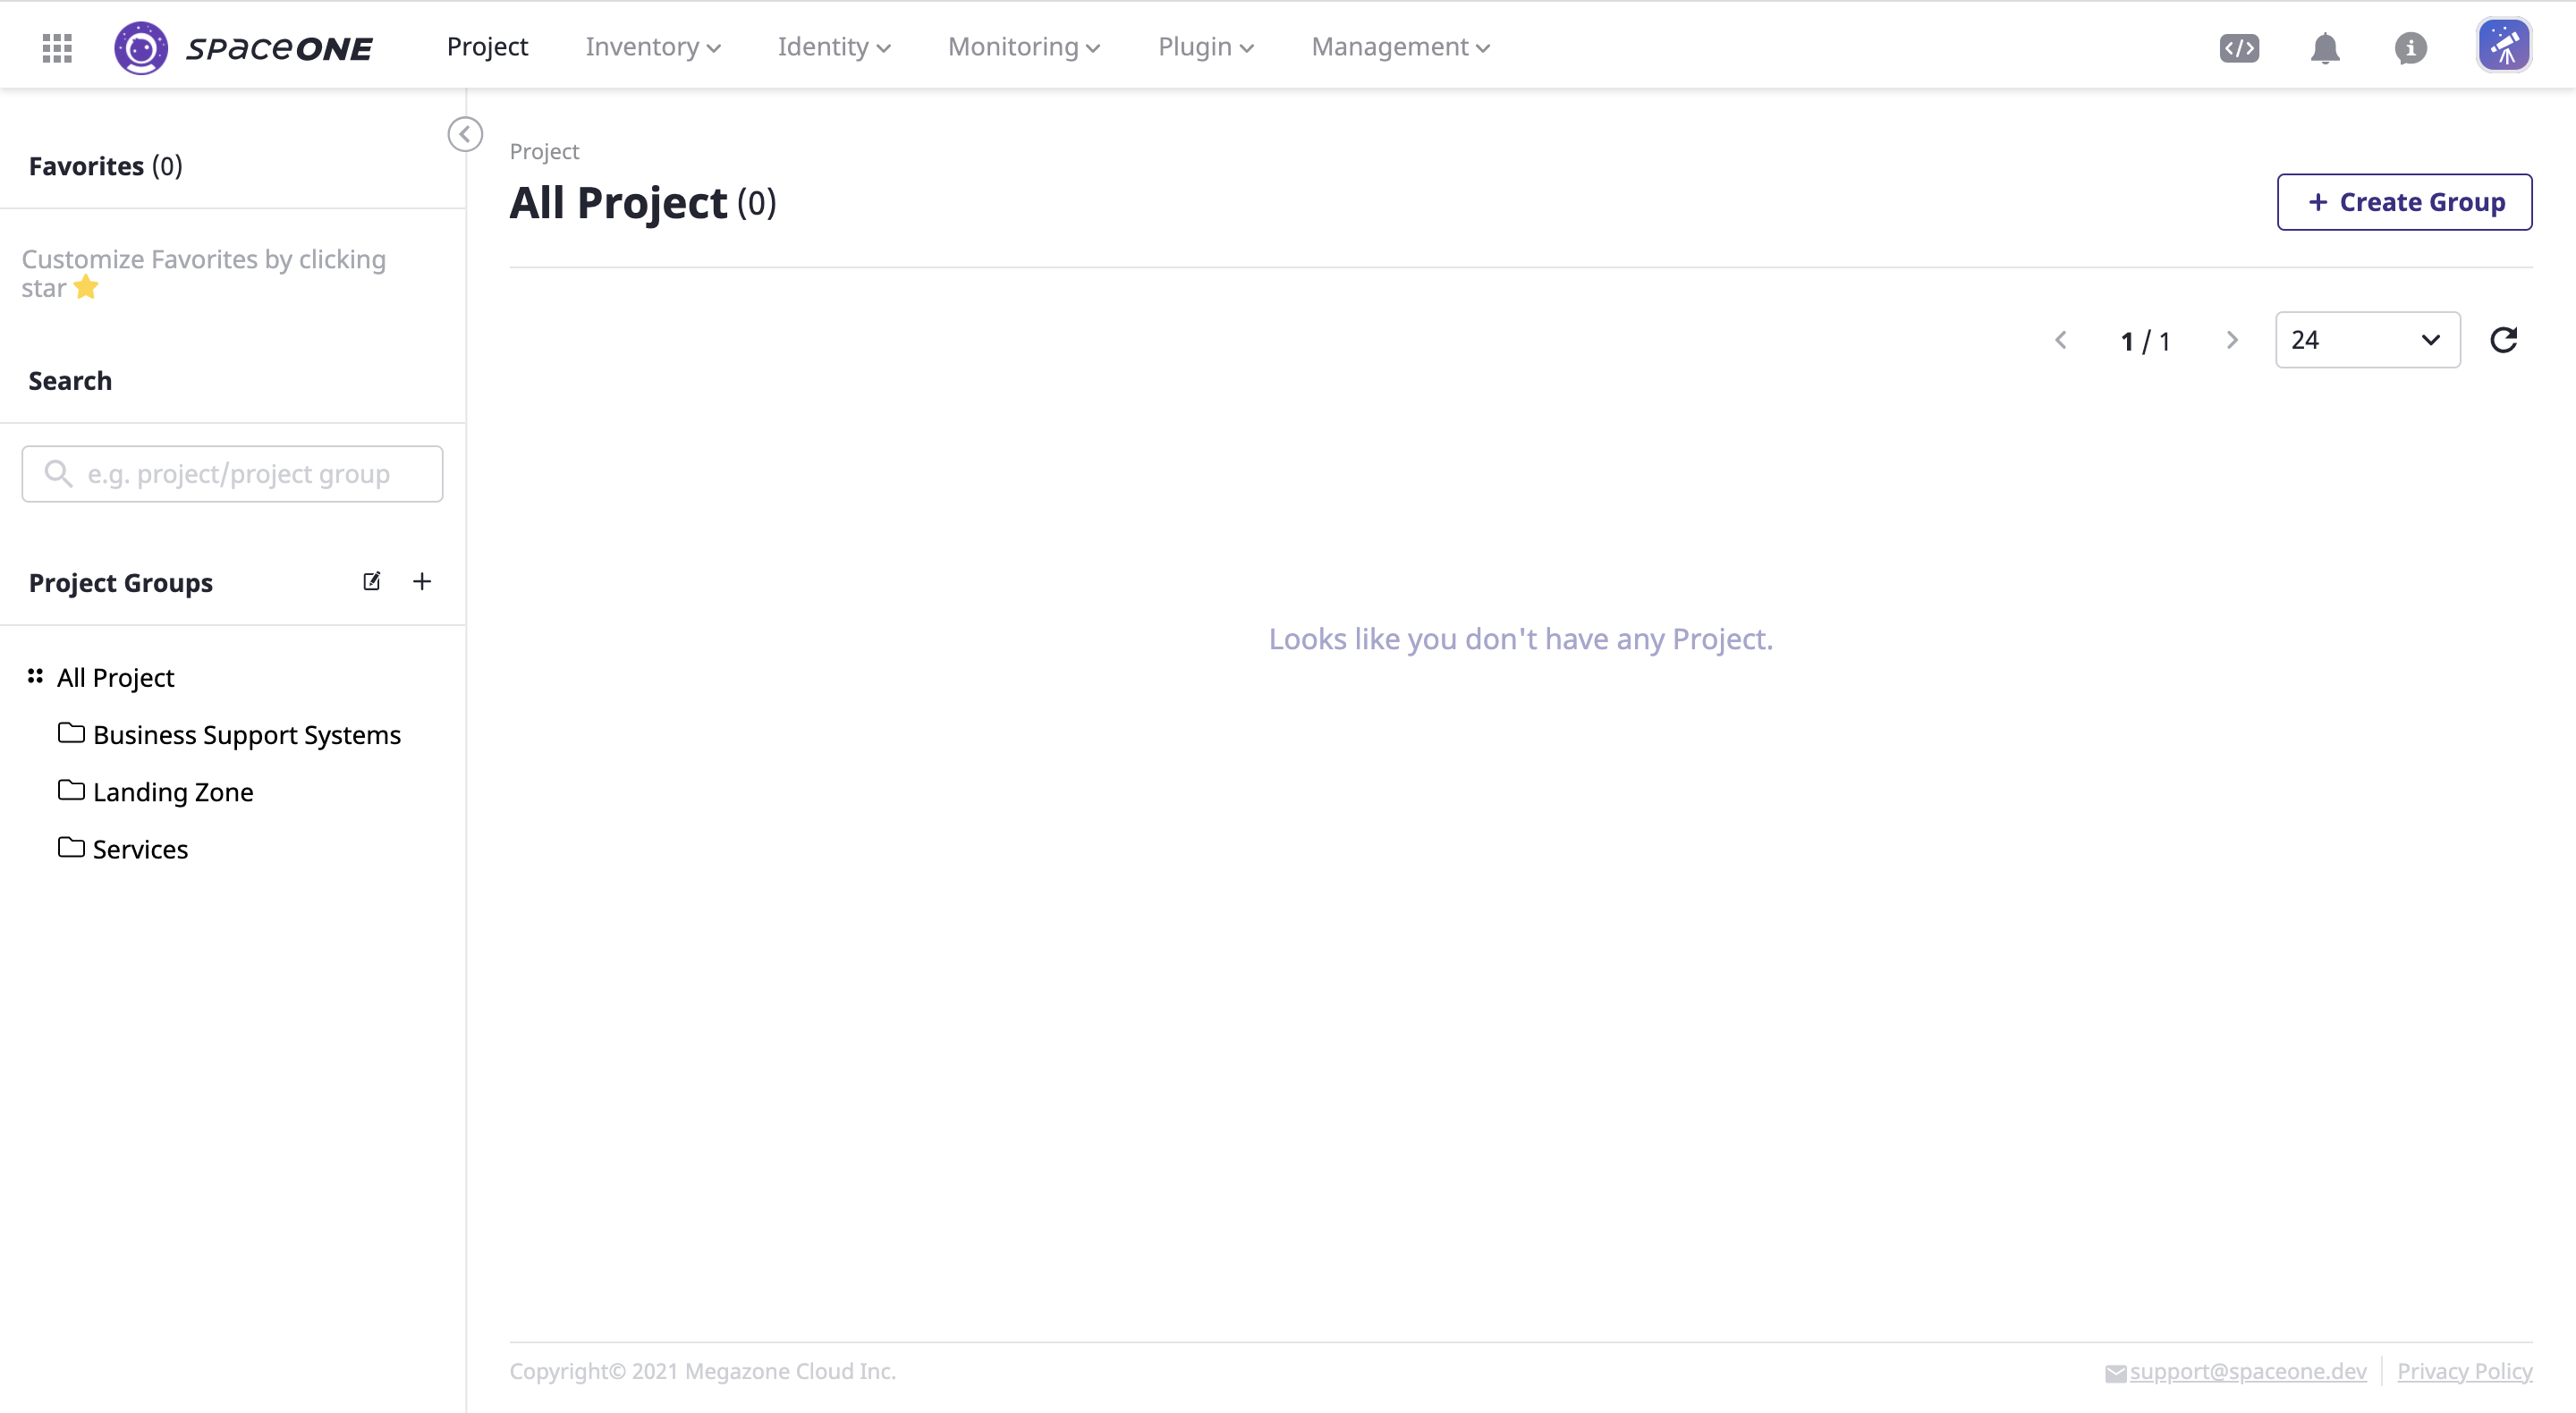 spaceONE
Project
Inventory
Identity
Monitoring
Plugin
Management
Favorites (0)
Customize Favorites by clicking
star
Search
e.g. project/project group
Project Groups
All Project
Business Support Systems
Landing Zone
Services
Project
All Project (0)
+ Create Group
1 / 1
24
Looks like you don't have any Project.
Copyright© 2021 Megazone Cloud Inc.
support@spaceone.dev
Privacy Policy